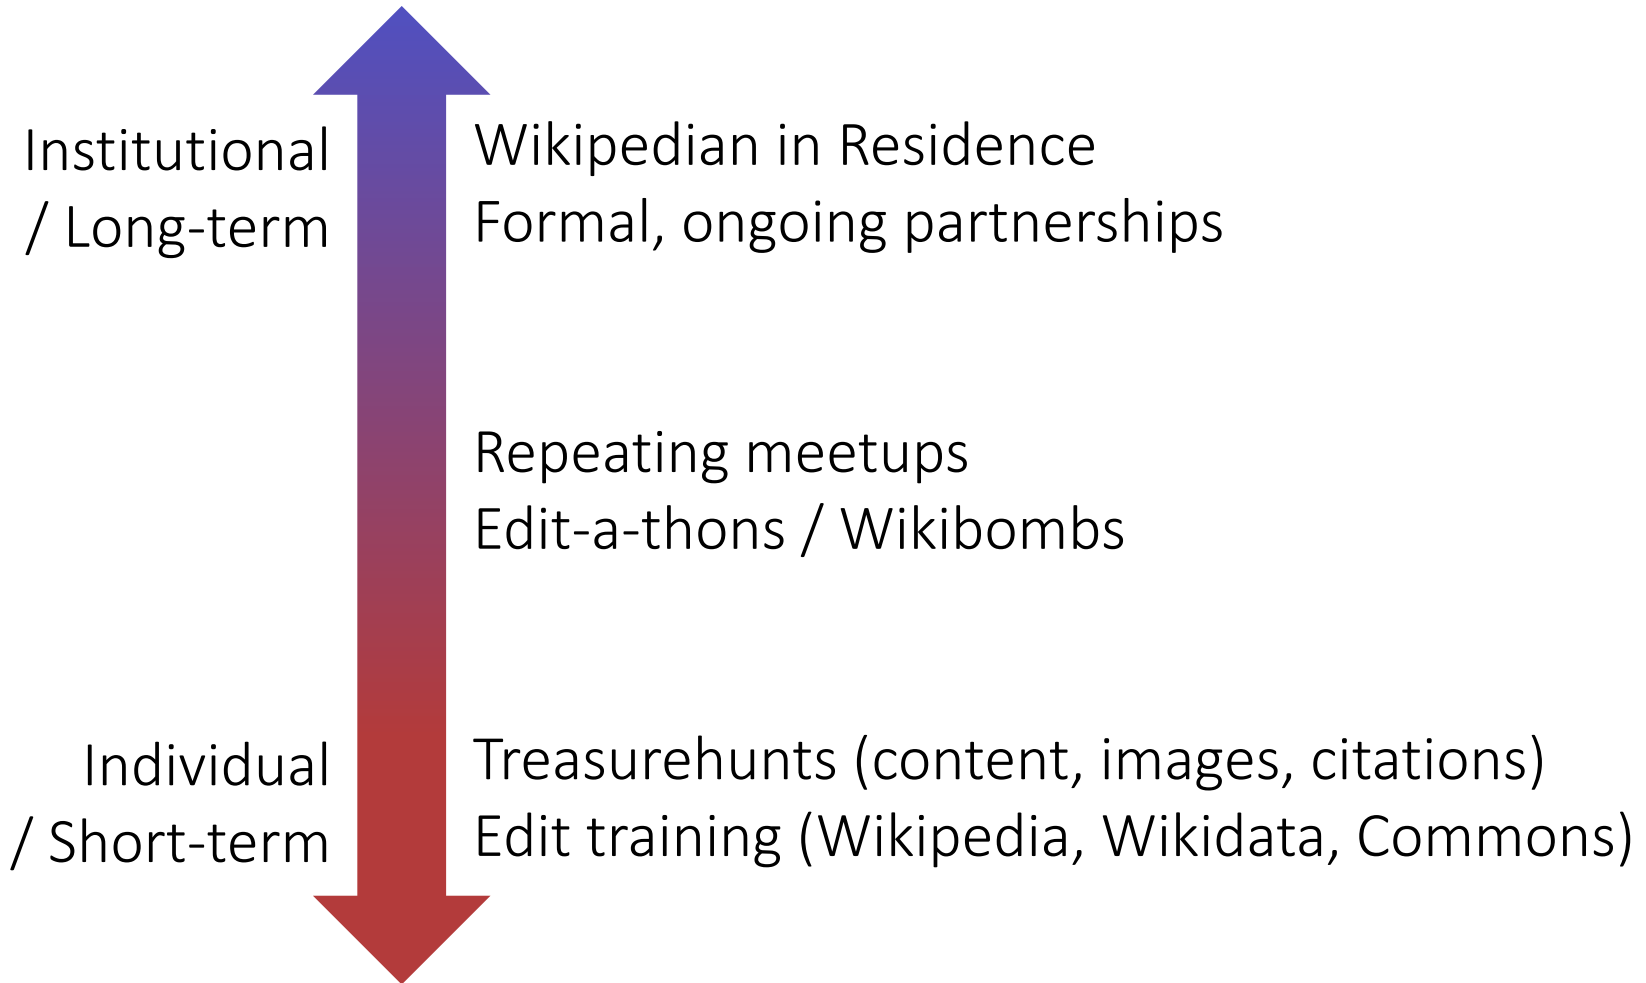 Institutional
/ Long-term
Wikipedian in Residence
Formal, ongoing partnerships
Repeating meetups
Edit-a-thons / Wikibombs
Individual
/ Short-term
Treasurehunts (content, images, citations)
Edit training (Wikipedia, Wikidata, Commons)